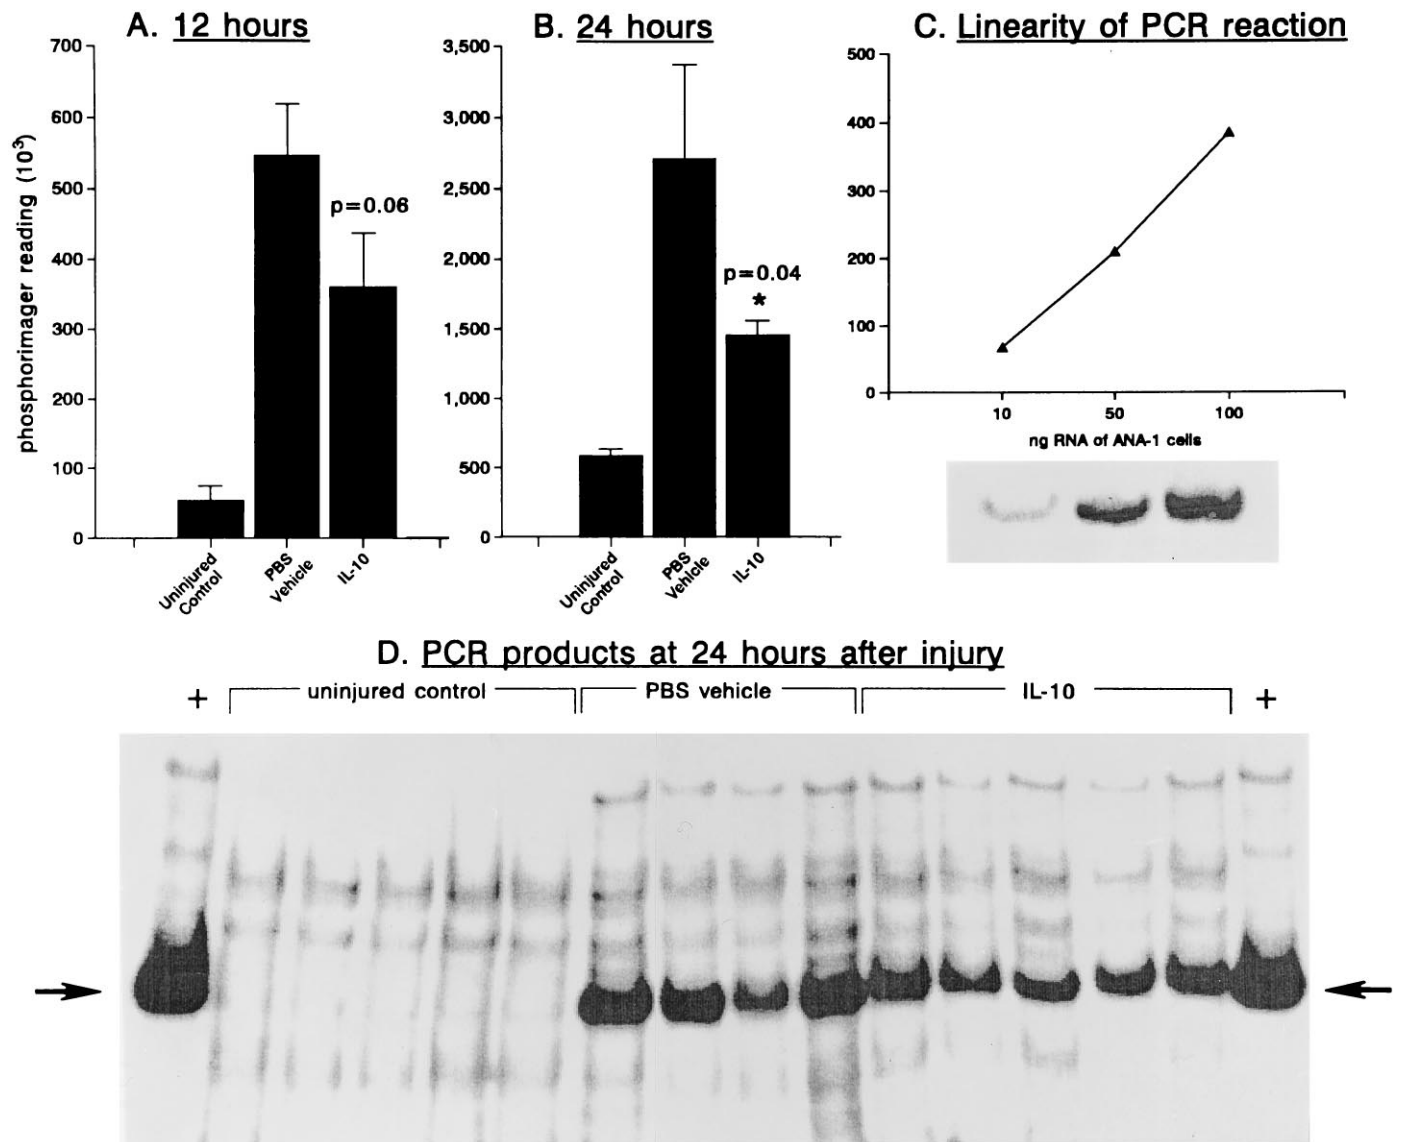 A. 12 hours
700
600
500
400
300
200
100
0
phosphorimager reading (10³)
p=0.06
Uninjured
Control
PBS
Vehicle
IL-10
B. 24 hours
3,500
3,000
2,500
2,000
1,500
1,000
500
0
p=0.04
*
Uninjured
Control
PBS
Vehicle
IL-10
C. Linearity of PCR reaction
500
400
300
200
100
0
10 50 100
ng RNA of ANA-1 cells
D. PCR products at 24 hours after injury
+ uninjured control PBS vehicle IL-10 +